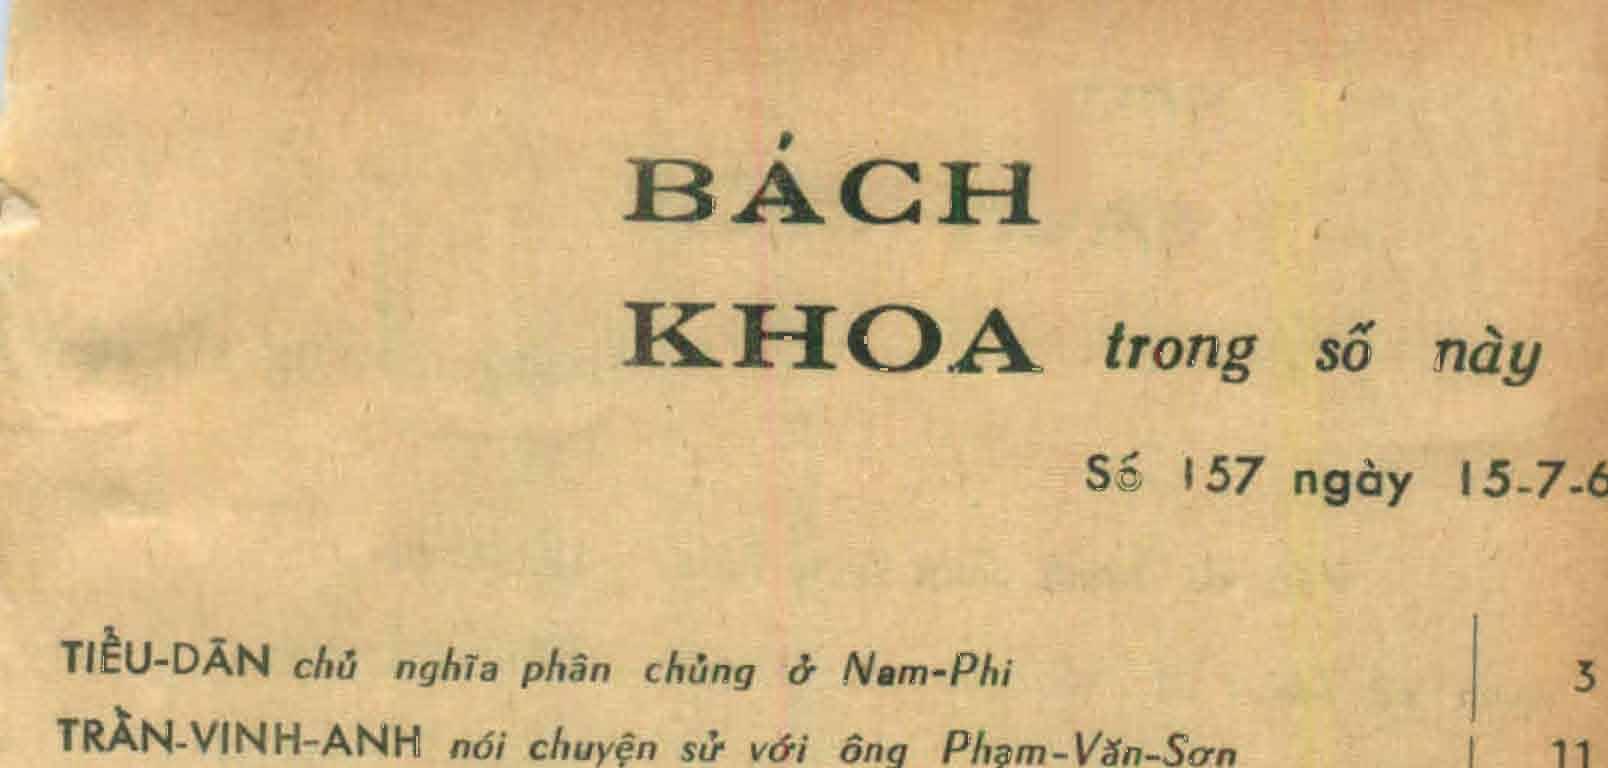 BÁCH
KHOA trong số này
Số 157 ngày 15-7-6
TIỂU-DÂN chủ nghĩa phân chủng ở Nam-Phi 3
TRẦN-VINH-ANH nói chuyện sử với ông Phạm-Văn-Sơn 11